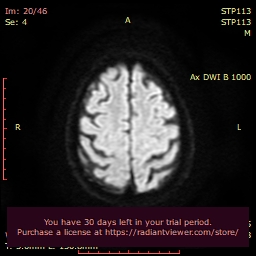 Im: 20/46
Se: 4
A
STP113
STP113
M
Ax DWI B 1000
R
L
You have 30 days left in your trial period.
Purchase a license at https://radiantviewer.com/store/